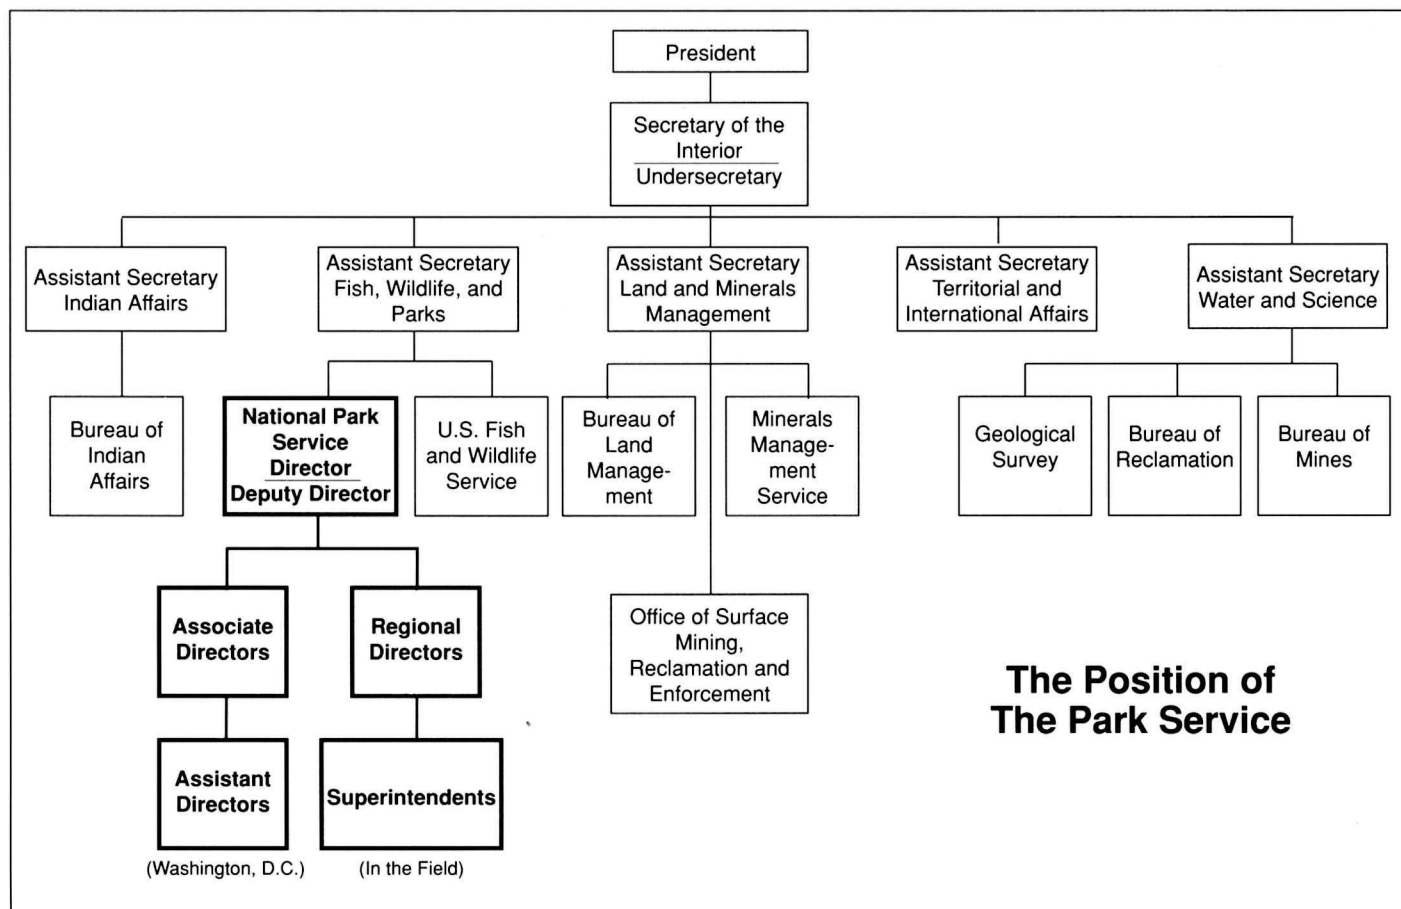 President
Secretary of the
Interior
Undersecretary
Assistant Secretary
Indian Affairs
Assistant Secretary
Fish, Wildlife, and
Parks
Assistant Secretary
Land and Minerals
Management
Assistant Secretary
Territorial and
International Affairs
Assistant Secretary
Water and Science
Bureau of
Indian
Affairs
National Park
Service
Director
Deputy Director
U.S. Fish
and Wildlife
Service
Bureau of
Land
Manage-
ment
Minerals
Manage-
ment
Service
Geological
Survey
Bureau of
Reclamation
Bureau of
Mines
Associate
Directors
Regional
Directors
Office of Surface
Mining,
Reclamation and
Enforcement
Assistant
Directors
Superintendents
(Washington, D.C.)
(In the Field)
The Position of
The Park Service